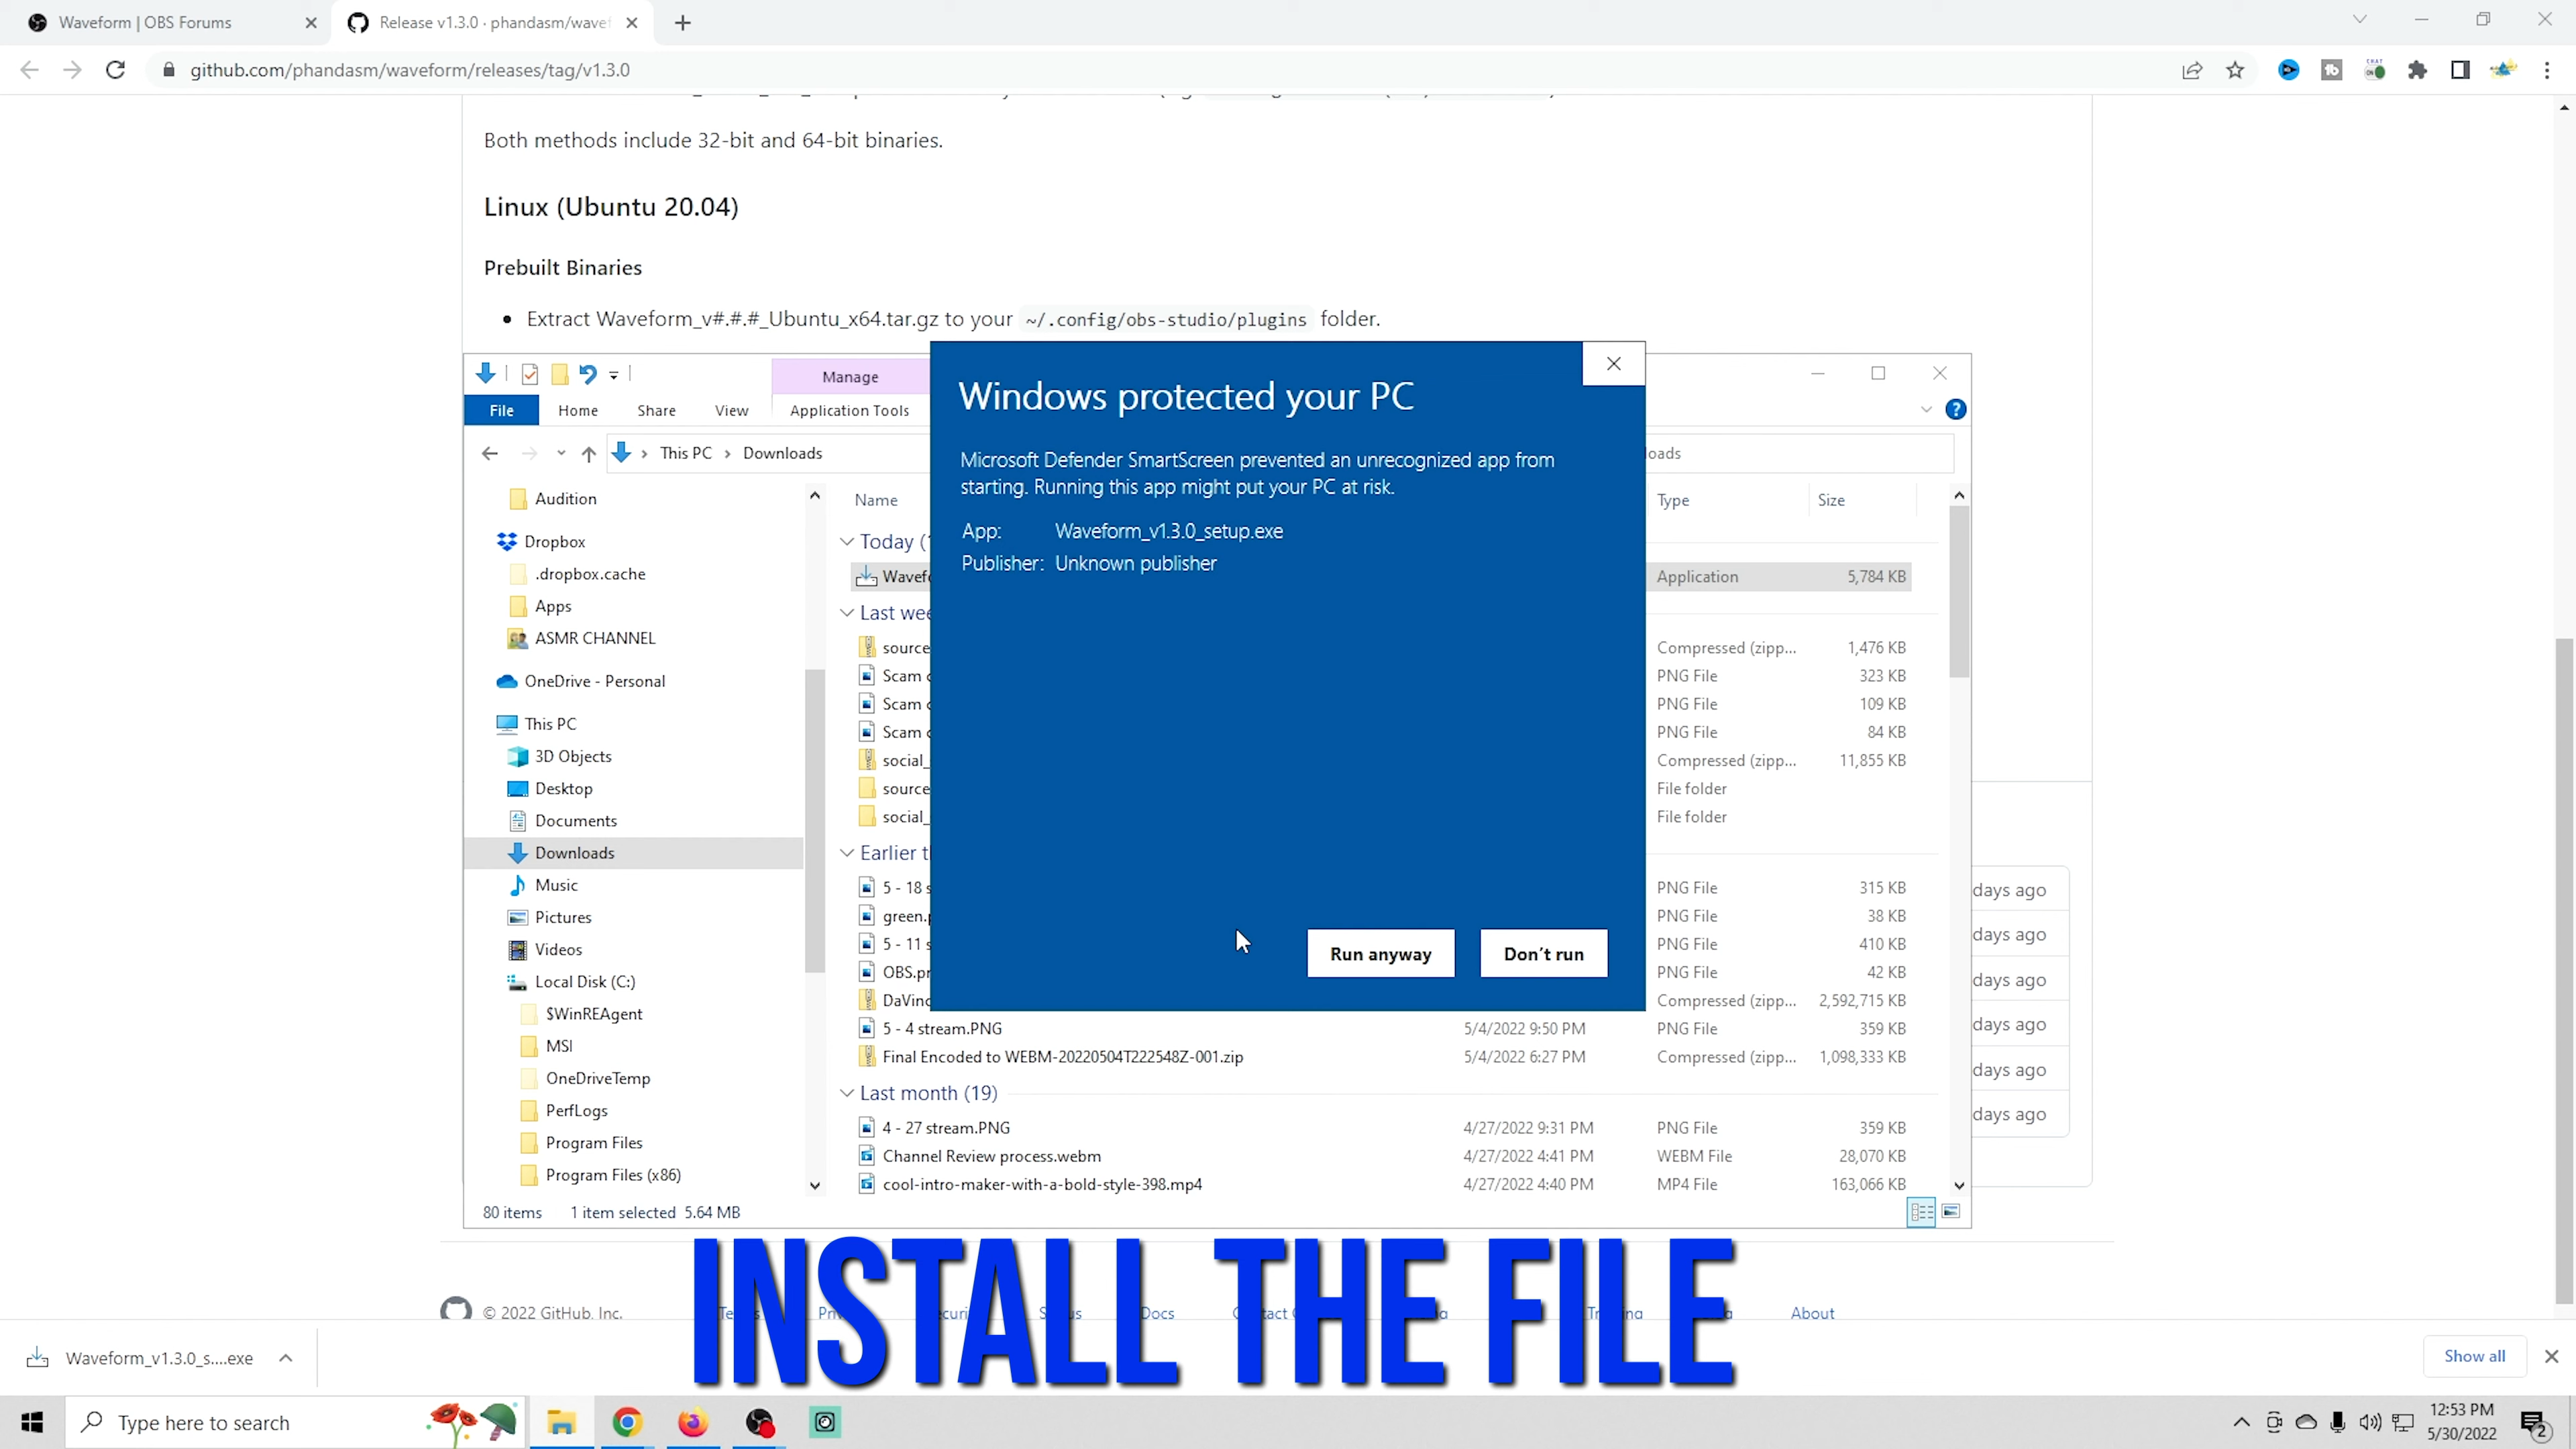 Waveform | OBS Forums
Release v1.3.0 · phandasm/wavef
github.com/phandasm/waveform/releases/tag/v1.3.0
Both methods include 32-bit and 64-bit binaries.
Linux (Ubuntu 20.04)
Prebuilt Binaries
Extract Waveform_v#.#.#_Ubuntu_x64.tar.gz to your ~/.config/obs-studio/plugins folder.
Manage
File Home Share View Application Tools
This PC › Downloads
oads
Audition
Dropbox
.dropbox.cache
Apps
ASMR CHANNEL
OneDrive - Personal
This PC
3D Objects
Desktop
Documents
Downloads
Music
Pictures
Videos
Local Disk (C:)
$WinREAgent
MSI
OneDriveTemp
PerfLogs
Program Files
Program Files (x86)
80 items 1 item selected 5.64 MB
Name Type Size
Today (
Wavef Application 5,784 KB
Last wee
source Compressed (zipp... 1,476 KB
Scam PNG File 323 KB
Scam PNG File 109 KB
Scam PNG File 84 KB
social_ Compressed (zipp... 11,855 KB
source File folder
social_ File folder
Earlier t
5 - 18 s PNG File 315 KB
green.p PNG File 38 KB
5 - 11 s PNG File 410 KB
OBS.pr PNG File 42 KB
DaVinc Compressed (zipp... 2,592,715 KB
5 - 4 stream.PNG 5/4/2022 9:50 PM PNG File 359 KB
Final Encoded to WEBM-20220504T222548Z-001.zip 5/4/2022 6:27 PM Compressed (zipp... 1,098,333 KB
Last month (19)
4 - 27 stream.PNG 4/27/2022 9:31 PM PNG File 359 KB
Channel Review process.webm 4/27/2022 4:41 PM WEBM File 28,070 KB
cool-intro-maker-with-a-bold-style-398.mp4 4/27/2022 4:40 PM MP4 File 163,066 KB
Windows protected your PC
Microsoft Defender SmartScreen prevented an unrecognized app from
starting. Running this app might put your PC at risk.
App: Waveform_v1.3.0_setup.exe
Publisher: Unknown publisher
Run anyway Don't run
days ago
days ago
days ago
days ago
days ago
days ago
INSTALL THE FILE
© 2022 GitHub, Inc. Docs About
Waveform_v1.3.0_s....exe
Show all
Type here to search
12:53 PM
5/30/2022
2